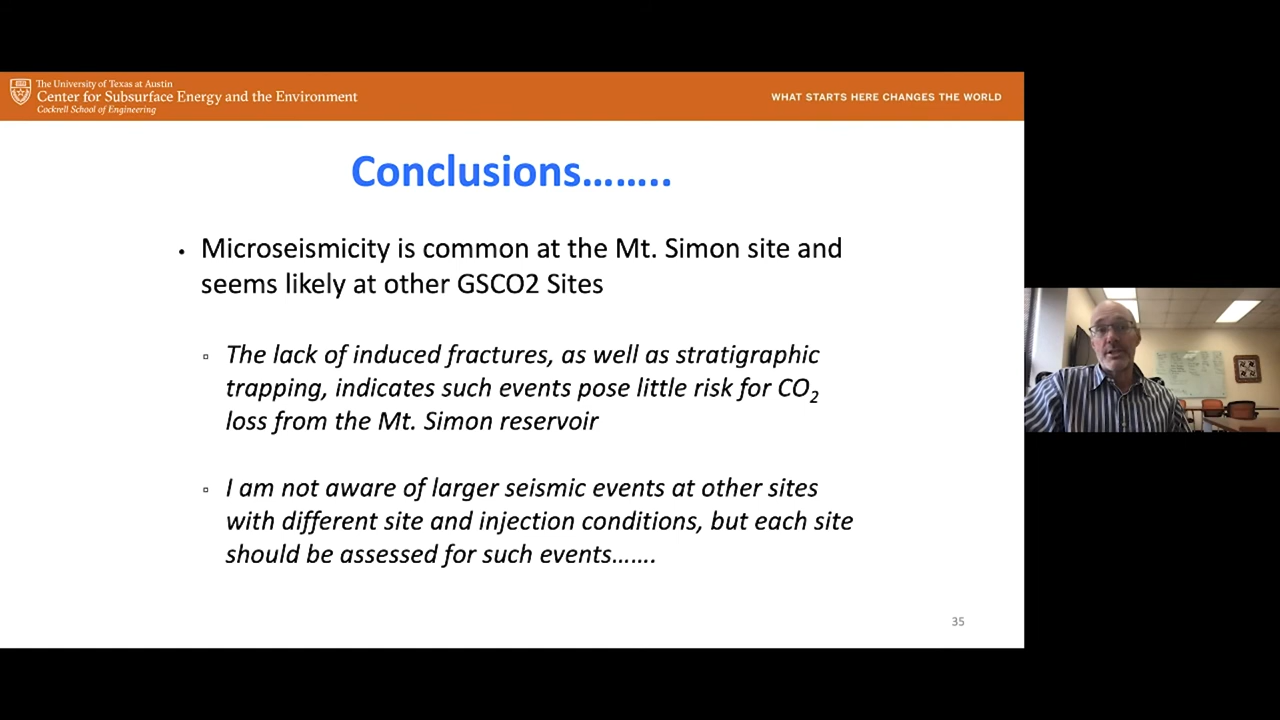 The University of Texas at Austin
Center for Subsurface Energy and the Environment
Cockrell School of Engineering
WHAT STARTS HERE CHANGES THE WORLD
Conclusions……..
• Microseismicity is common at the Mt. Simon site and
seems likely at other GSCO2 Sites
▫ The lack of induced fractures, as well as stratigraphic
trapping, indicates such events pose little risk for CO₂
loss from the Mt. Simon reservoir
▫ I am not aware of larger seismic events at other sites
with different site and injection conditions, but each site
should be assessed for such events…….
35